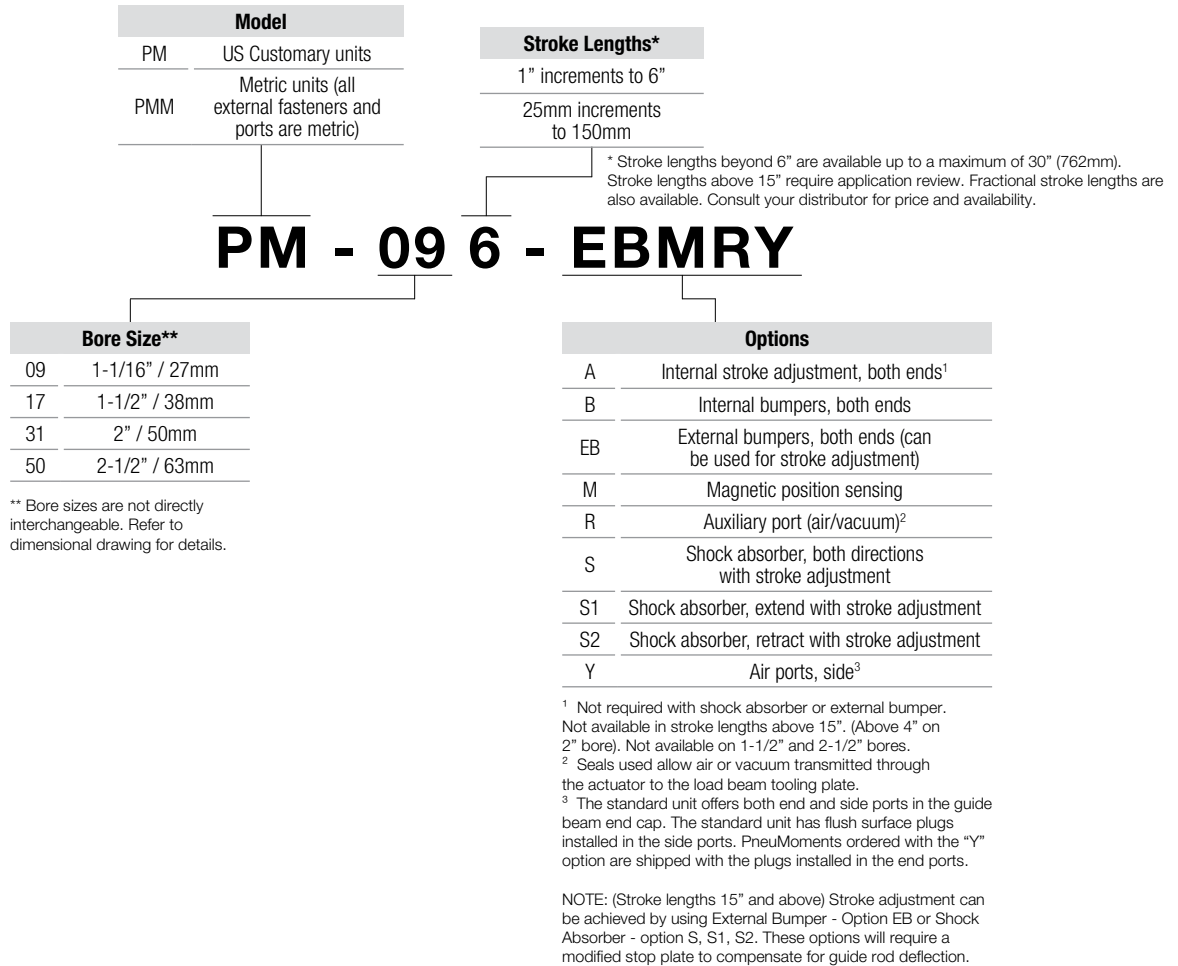 Model
PM US Customary units
PMM Metric units (all
external fasteners and
ports are metric)
Stroke Lengths*
1” increments to 6”
25mm increments
to 150mm
* Stroke lengths beyond 6” are available up to a maximum of 30” (762mm).
Stroke lengths above 15” require application review. Fractional stroke lengths are
also available. Consult your distributor for price and availability.
PM - 09 6 - EBMRY
Bore Size**
09 1-1/16” / 27mm
17 1-1/2” / 38mm
31 2” / 50mm
50 2-1/2” / 63mm
** Bore sizes are not directly
interchangeable. Refer to
dimensional drawing for details.
Options
A Internal stroke adjustment, both ends¹
B Internal bumpers, both ends
EB External bumpers, both ends (can
be used for stroke adjustment)
M Magnetic position sensing
R Auxiliary port (air/vacuum)²
S Shock absorber, both directions
with stroke adjustment
S1 Shock absorber, extend with stroke adjustment
S2 Shock absorber, retract with stroke adjustment
Y Air ports, side³
¹ Not required with shock absorber or external bumper.
Not available in stroke lengths above 15”. (Above 4” on
2” bore). Not available on 1-1/2” and 2-1/2” bores.
² Seals used allow air or vacuum transmitted through
the actuator to the load beam tooling plate.
³ The standard unit offers both end and side ports in the guide
beam end cap. The standard unit has flush surface plugs
installed in the side ports. PneuMoments ordered with the “Y”
option are shipped with the plugs installed in the end ports.
NOTE: (Stroke lengths 15” and above) Stroke adjustment can
be achieved by using External Bumper - Option EB or Shock
Absorber - option S, S1, S2. These options will require a
modified stop plate to compensate for guide rod deflection.